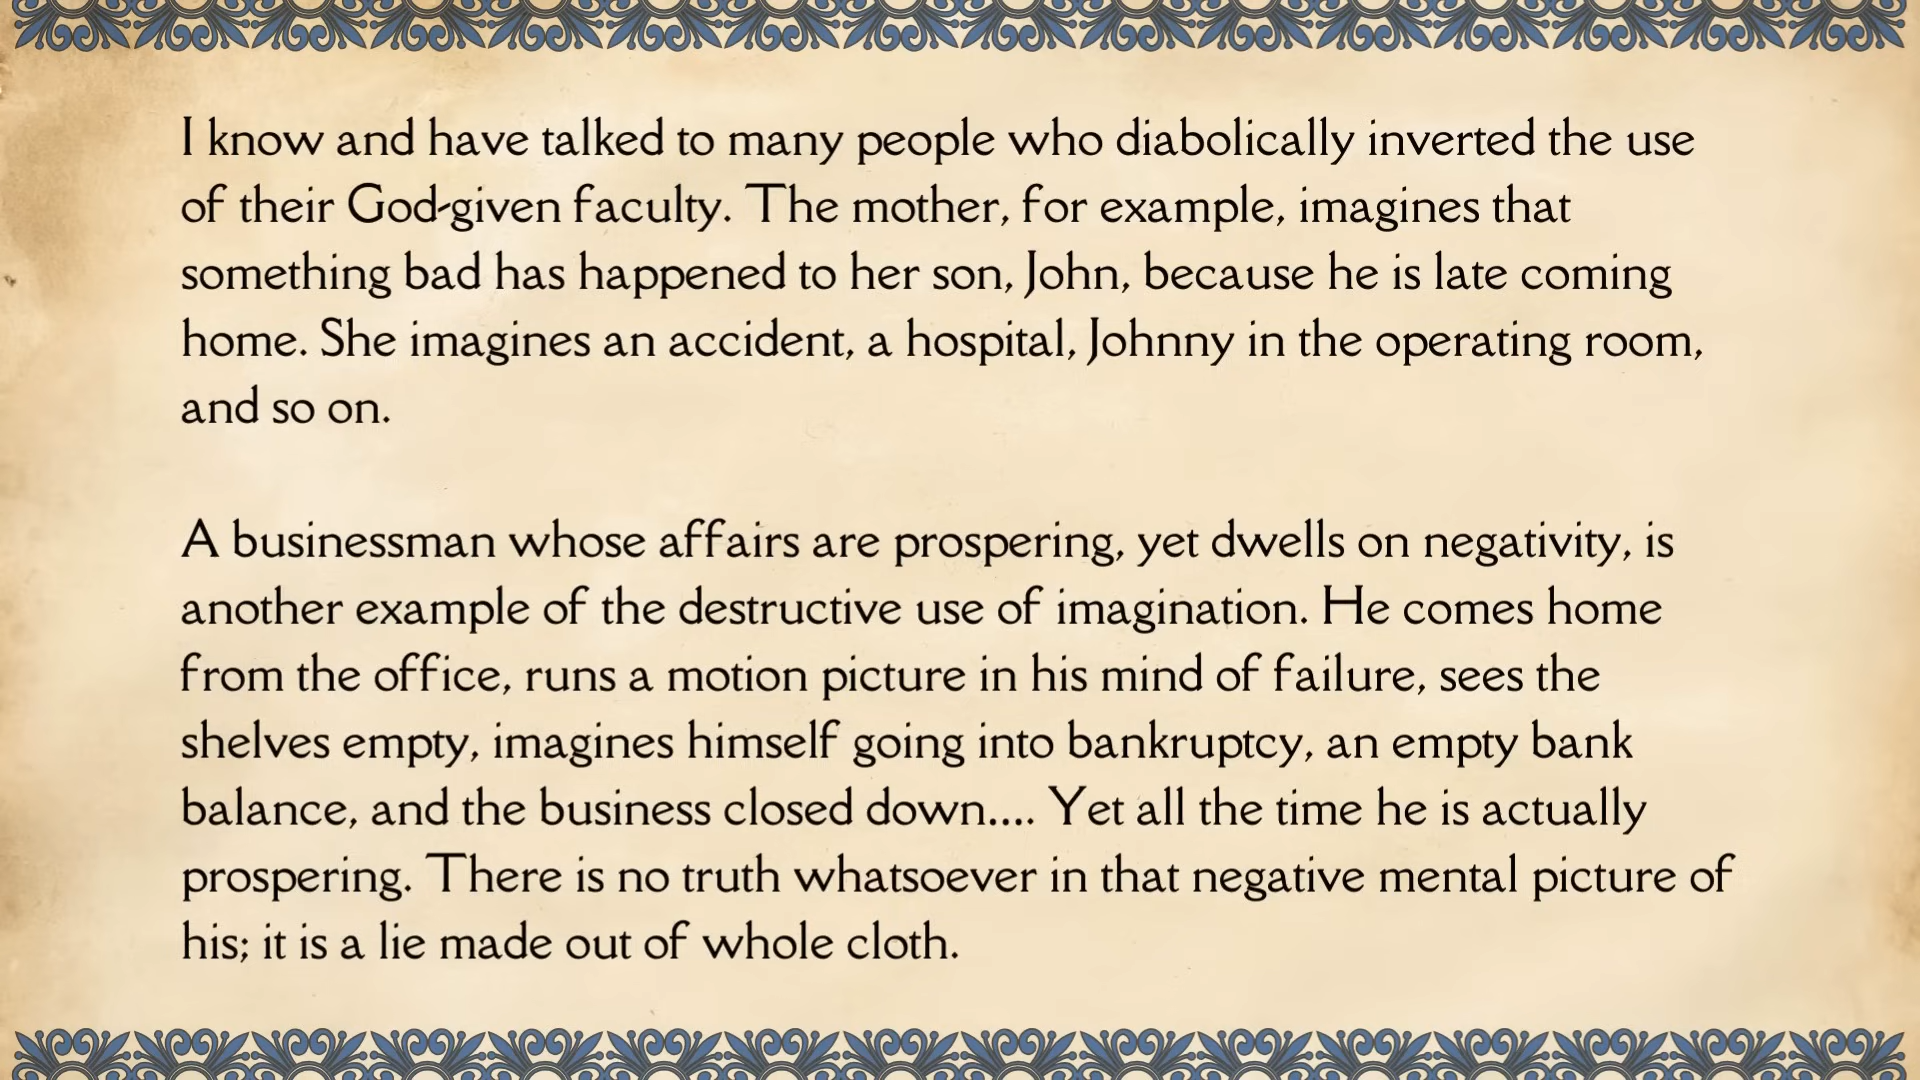 I know and have talked to many people who diabolically inverted the use
of their God-given faculty. The mother, for example, imagines that
something bad has happened to her son, John, because he is late coming
home. She imagines an accident, a hospital, Johnny in the operating room,
and so on.
A businessman whose affairs are prospering, yet dwells on negativity, is
another example of the destructive use of imagination. He comes home
from the office, runs a motion picture in his mind of failure, sees the
shelves empty, imagines himself going into bankruptcy, an empty bank
balance, and the business closed down.... Yet all the time he is actually
prospering. There is no truth whatsoever in that negative mental picture of
his; it is a lie made out of whole cloth.